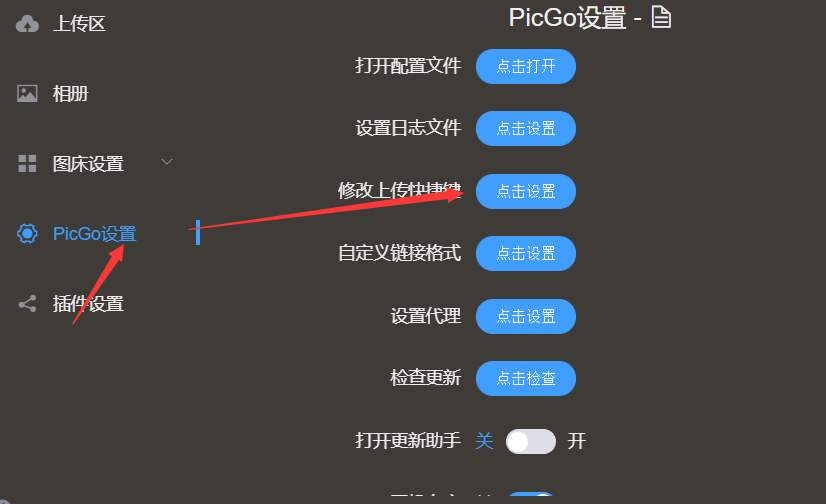 上传区
相册
图床设置
PicGo设置
插件设置
PicGo设置 -
打开配置文件 点击打开
设置日志文件 点击设置
修改上传快捷键 点击设置
自定义链接格式 点击设置
设置代理 点击设置
检查更新 点击检查
打开更新助手 关 开